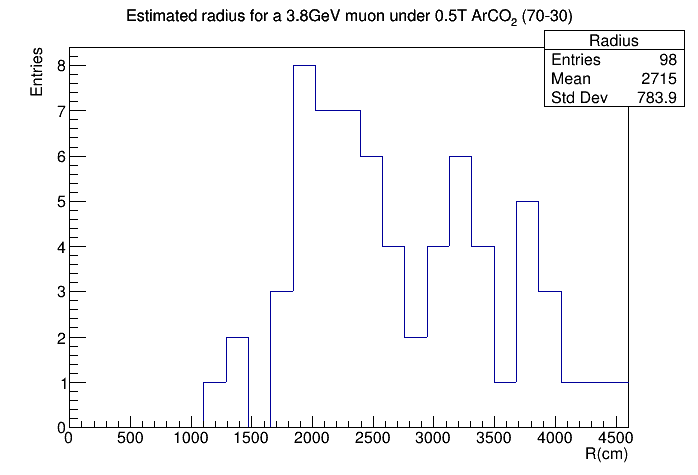 Estimated radius for a 3.8GeV muon under 0.5T ArCO₂ (70-30)
Radius
Entries 98
Mean 2715
Std Dev 783.9
Entries
8
7
6
5
4
3
2
1
0
0 500 1000 1500 2000 2500 3000 3500 4000 4500
R(cm)